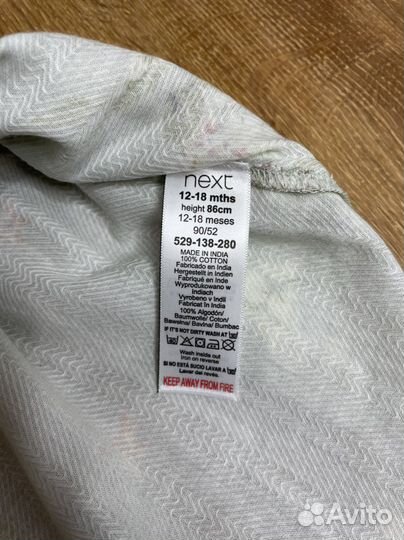 next
12-18 mths
height 86cm
12-18 meses
90/52
529-138-280
MADE IN INDIA
100% COTTON
Fabricado en India
Hergestellt in Indien
Fabriqué en Inde
Wyprodukowano w
Indiach
Vyrobeno v Indii
Fabricat în India
100% Algodón/
Baumwolle/ Coton/
Bawełna/ Bavlna/ Bumbac
IF IT'S NOT DIRTY WASH AT
Wash inside out
Iron on reverse
SI NO ESTÁ SUCIO LAVAR A
Lavar del revés.
KEEP AWAY FROM FIRE
Avito